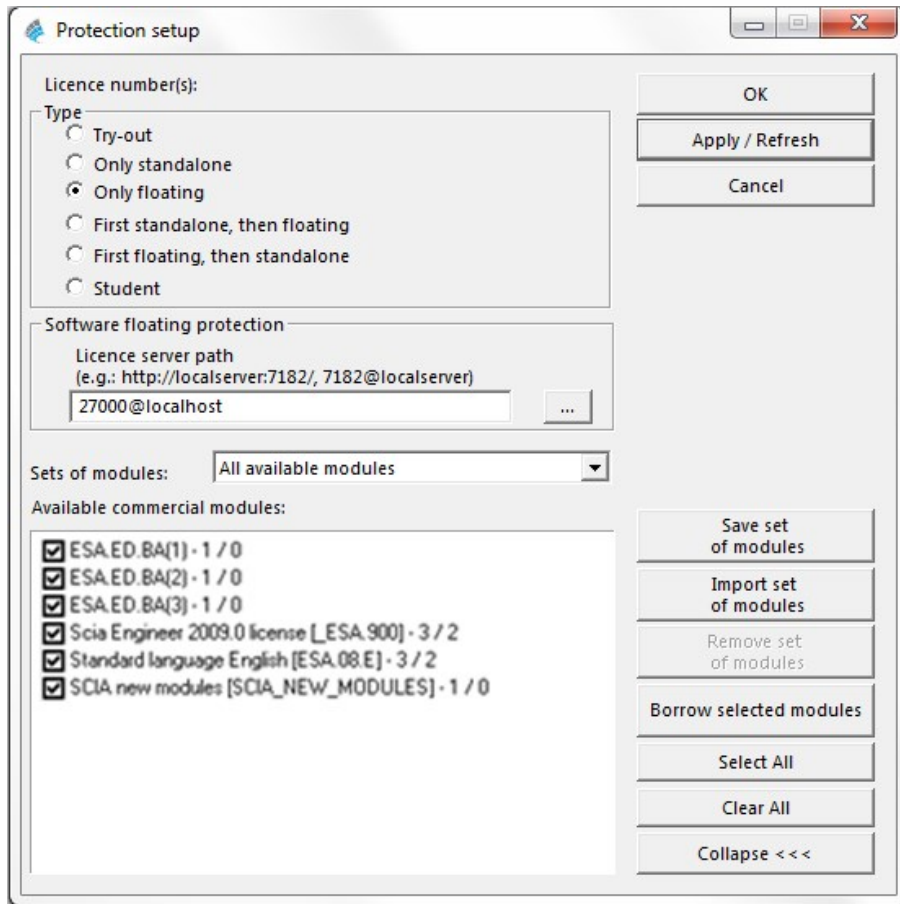 Protection setup
Licence number(s):
Type
Try-out
Only standalone
Only floating
First standalone, then floating
First floating, then standalone
Student
OK
Apply / Refresh
Cancel
Software floating protection
Licence server path
(e.g.: http://localserver:7182/, 7182@localserver)
27000@localhost
...
Sets of modules:
All available modules
Available commercial modules:
ESA.ED.BA(1) - 1 / 0
ESA.ED.BA(2) - 1 / 0
ESA.ED.BA(3) - 1 / 0
Scia Engineer 2009.0 license [_ESA.900] - 3 / 2
Standard language English [ESA.08.E] - 3 / 2
SCIA new modules [SCIA_NEW_MODULES] - 1 / 0
Save set
of modules
Import set
of modules
Remove set
of modules
Borrow selected modules
Select All
Clear All
Collapse <<<